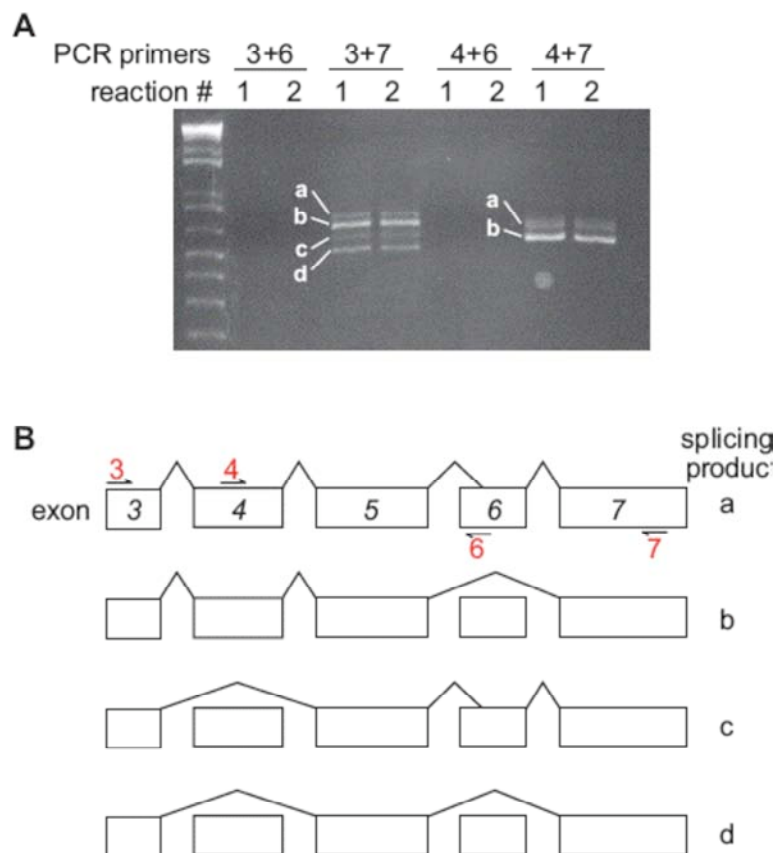 A
PCR primers 3+6 3+7 4+6 4+7
reaction # 1 2 1 2 1 2 1 2
a
b
c
d
a
b
B
splicing
product
3 4
exon 3 4 5 6 7 a
6 7
b
c
d